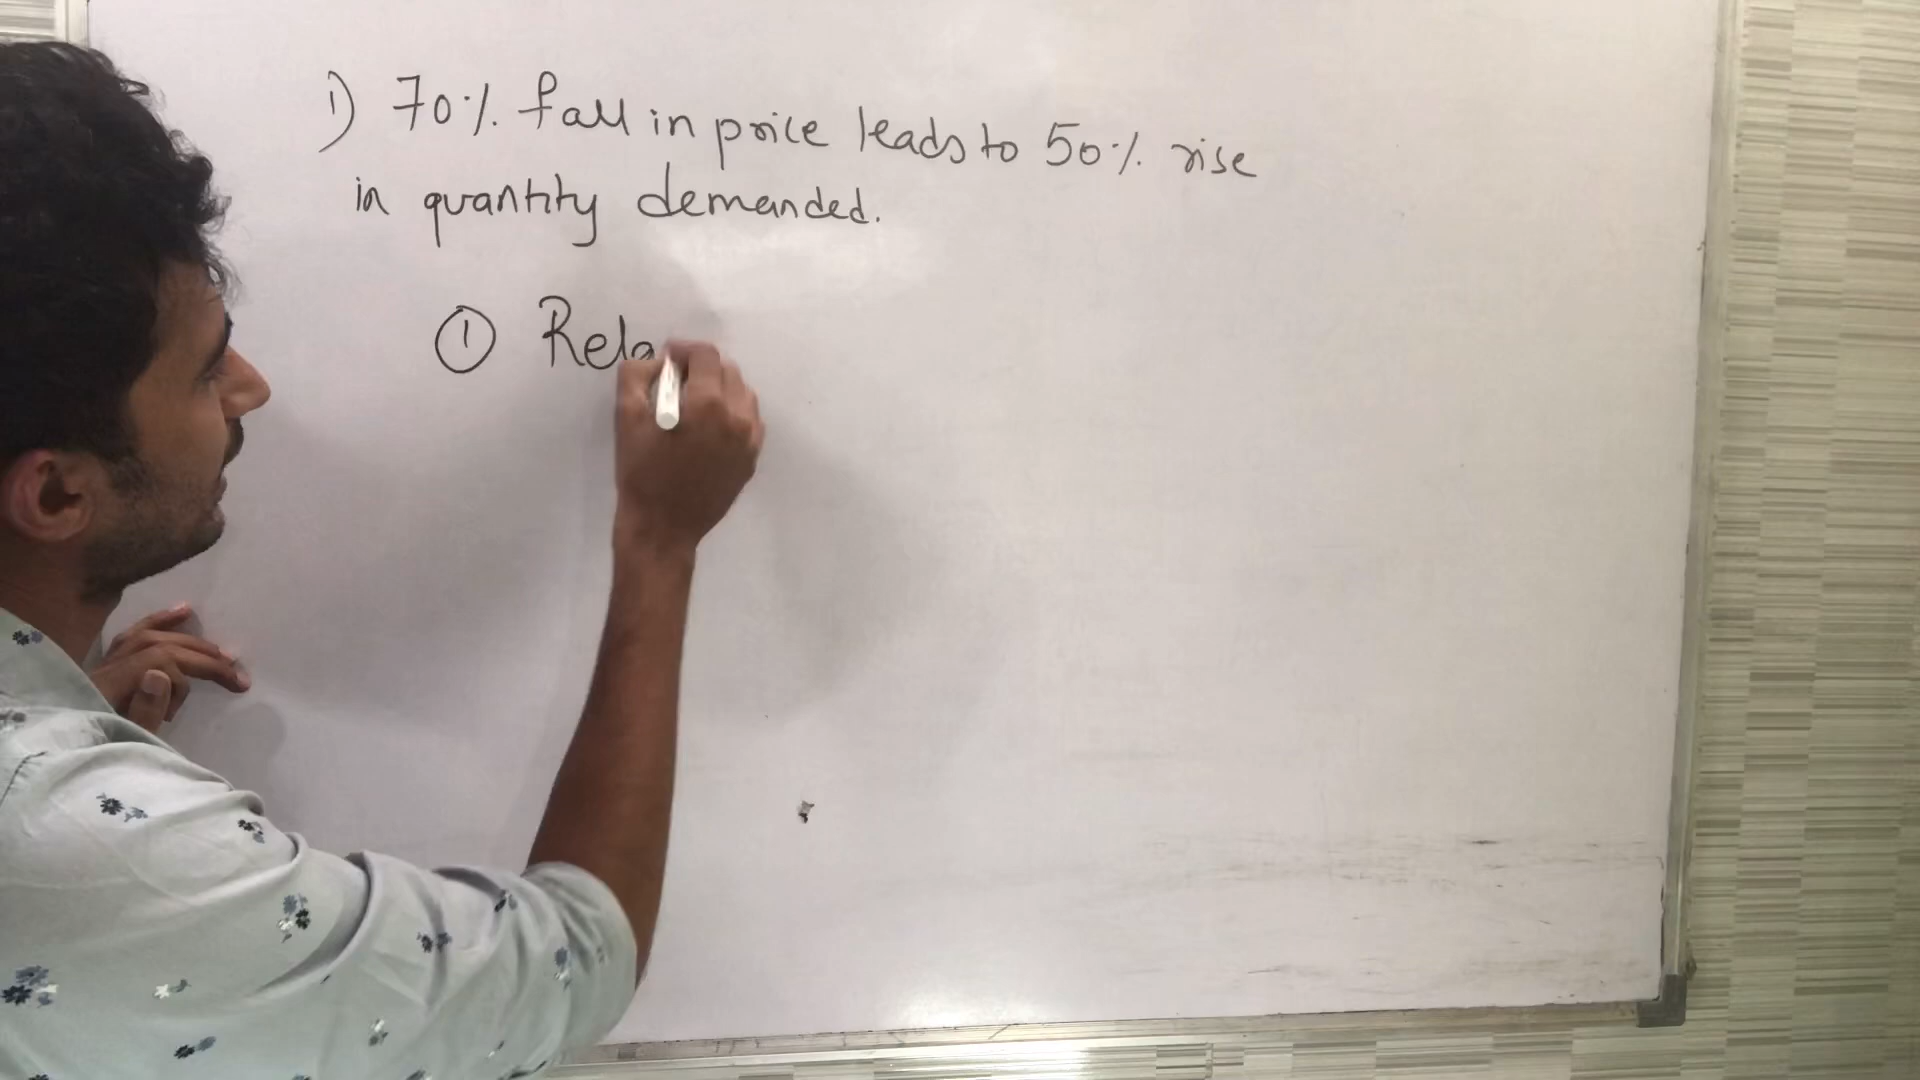 1) 70% fall in price leads to 50% rise
in quantity demanded.
① Rela